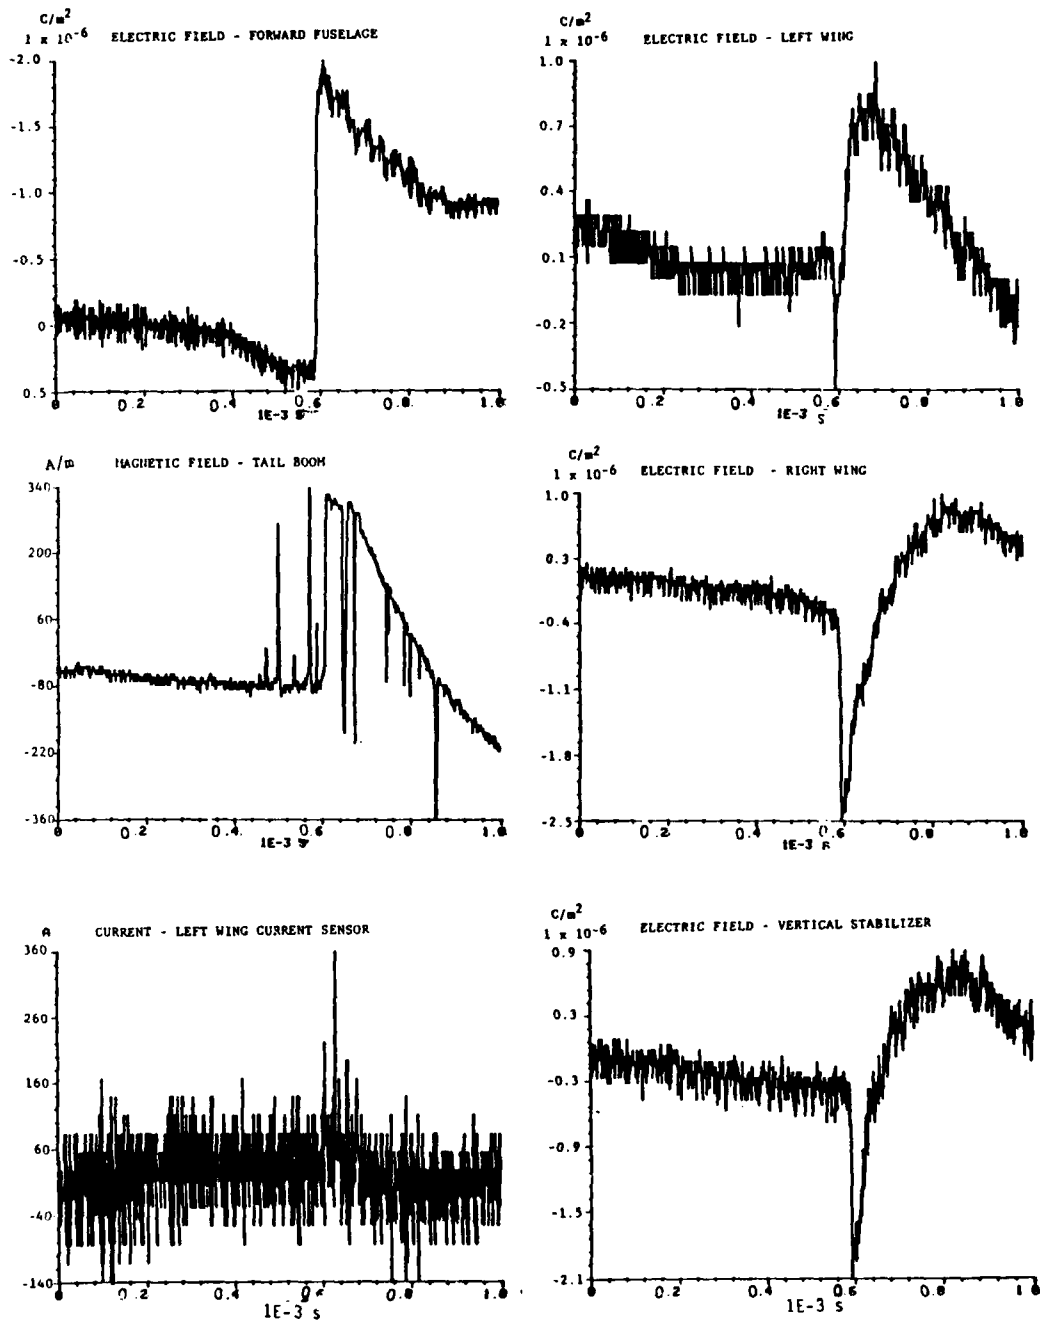 C/m2
1 x 10-6 ELECTRIC FIELD - FORWARD FUSELAGE
-2.0
-1.5
-1.0
-0.5
0
0.5
0 0.2 0.4 0.6 0.8 1.0
1E-3 S
C/m2
1 x 10-6 ELECTRIC FIELD - LEFT WING
1.0
0.7
0.4
0.1
-0.2
-0.5
0 0.2 0.4 0.6 0.8 1.0
1E-3 S
A/m MAGNETIC FIELD - TAIL BOOM
340
200
60
-80
-220
-360
0 0.2 0.4 0.6 0.8 1.0
1E-3 S
C/m2
1 x 10-6 ELECTRIC FIELD - RIGHT WING
1.0
0.3
-0.4
-1.1
-1.8
-2.5
0 0.2 0.4 0.6 0.8 1.0
1E-3 S
A CURRENT - LEFT WING CURRENT SENSOR
360
260
160
60
-40
-140
0 0.2 0.4 0.6 0.8 1.0
1E-3 S
C/m2
1 x 10-6 ELECTRIC FIELD - VERTICAL STABILIZER
0.9
0.3
-0.3
-0.9
-1.5
-2.1
0 0.2 0.4 0.6 0.8 1.0
1E-3 S